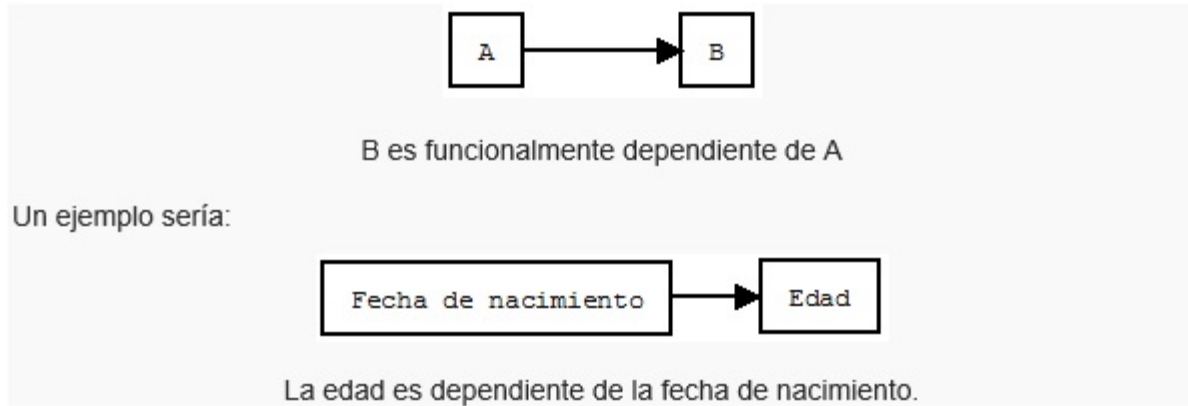 A B
B es funcionalmente dependiente de A
Un ejemplo sería:
Fecha de nacimiento Edad
La edad es dependiente de la fecha de nacimiento.